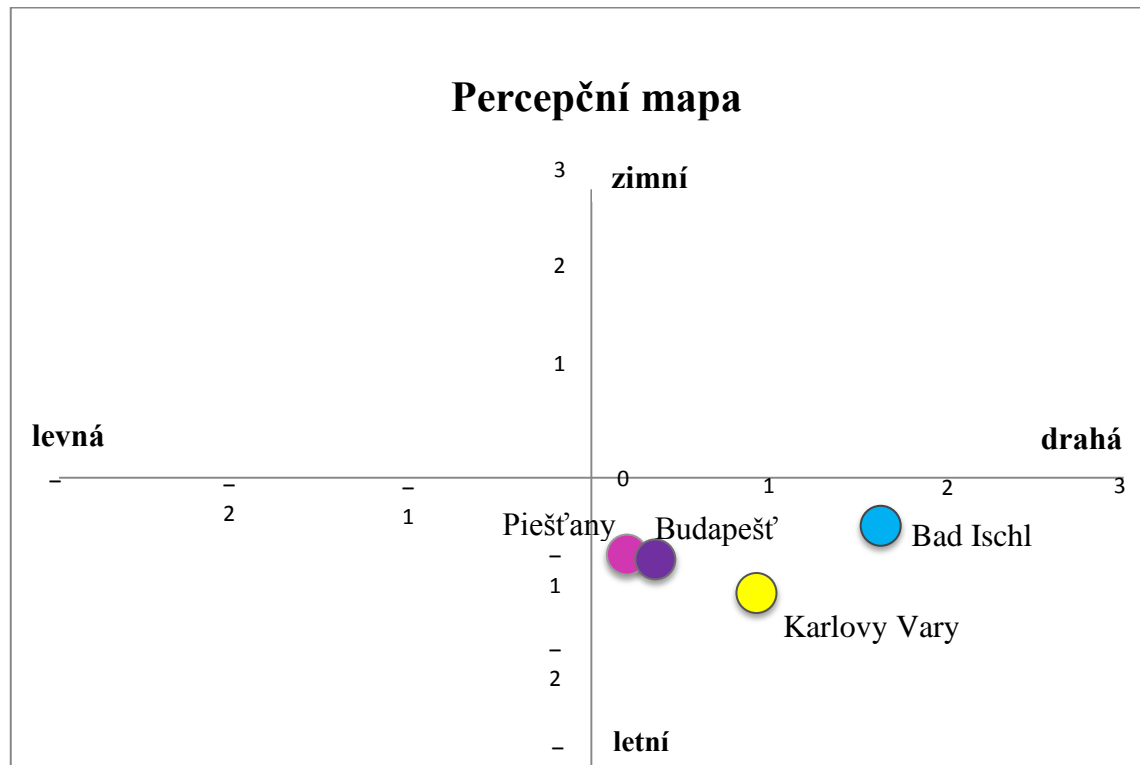 Percepční mapa
3
zimní
2
1
levná
drahá
–
–
2
–
1
0
1
2
3
Piešťany
Budapešť
Bad Ischl
–
1
Karlovy Vary
–
2
–
letní